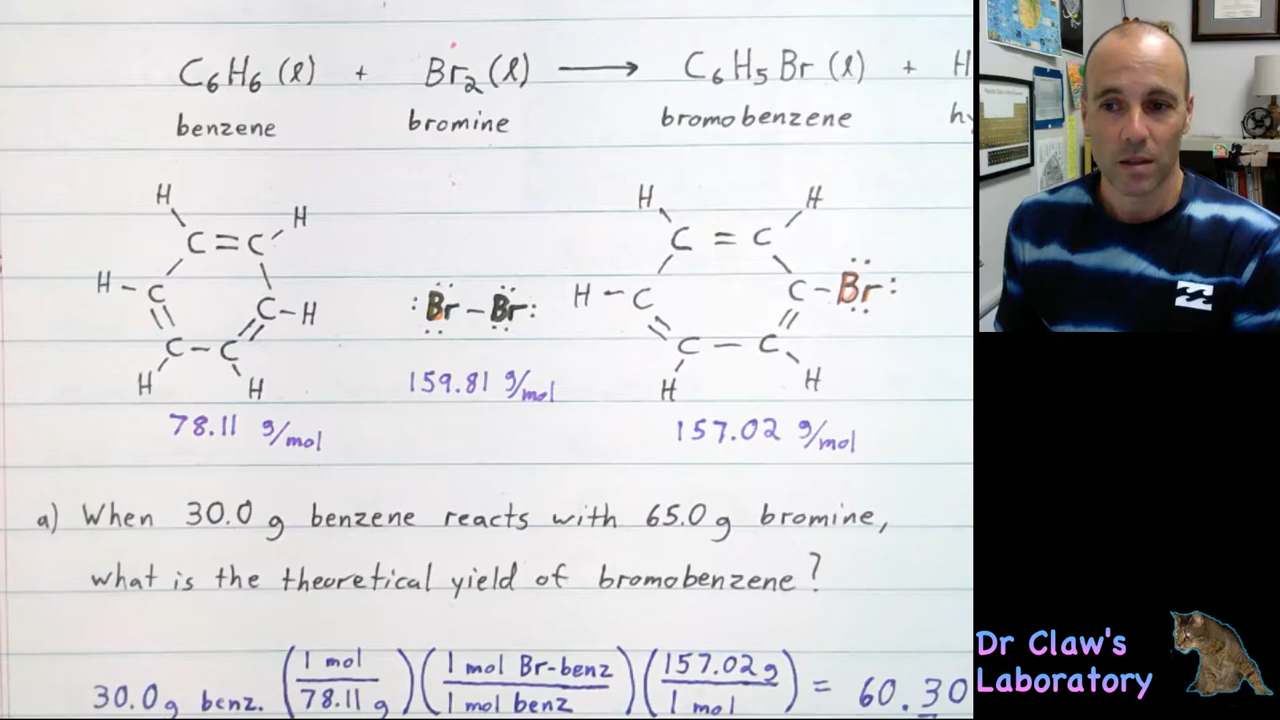 C₆H₆ (ℓ) + Br₂ (ℓ) ⟶ C₆H₅Br (ℓ) + H
benzene bromine bromobenzene hy
H H
C = C
H – C C – H
C – C
H H
78.11 g/mol
: Br – Br :
159.81 g/mol
H H
C = C
H – C C – Br :
C – C
H H
157.02 g/mol
a) When 30.0 g benzene reacts with 65.0 g bromine,
what is the theoretical yield of bromobenzene?
30.0 g benz. (1 mol / 78.11 g) (1 mol Br-benz / 1 mol benz) (157.02 g / 1 mol) = 60.30
Dr Claw's
Laboratory